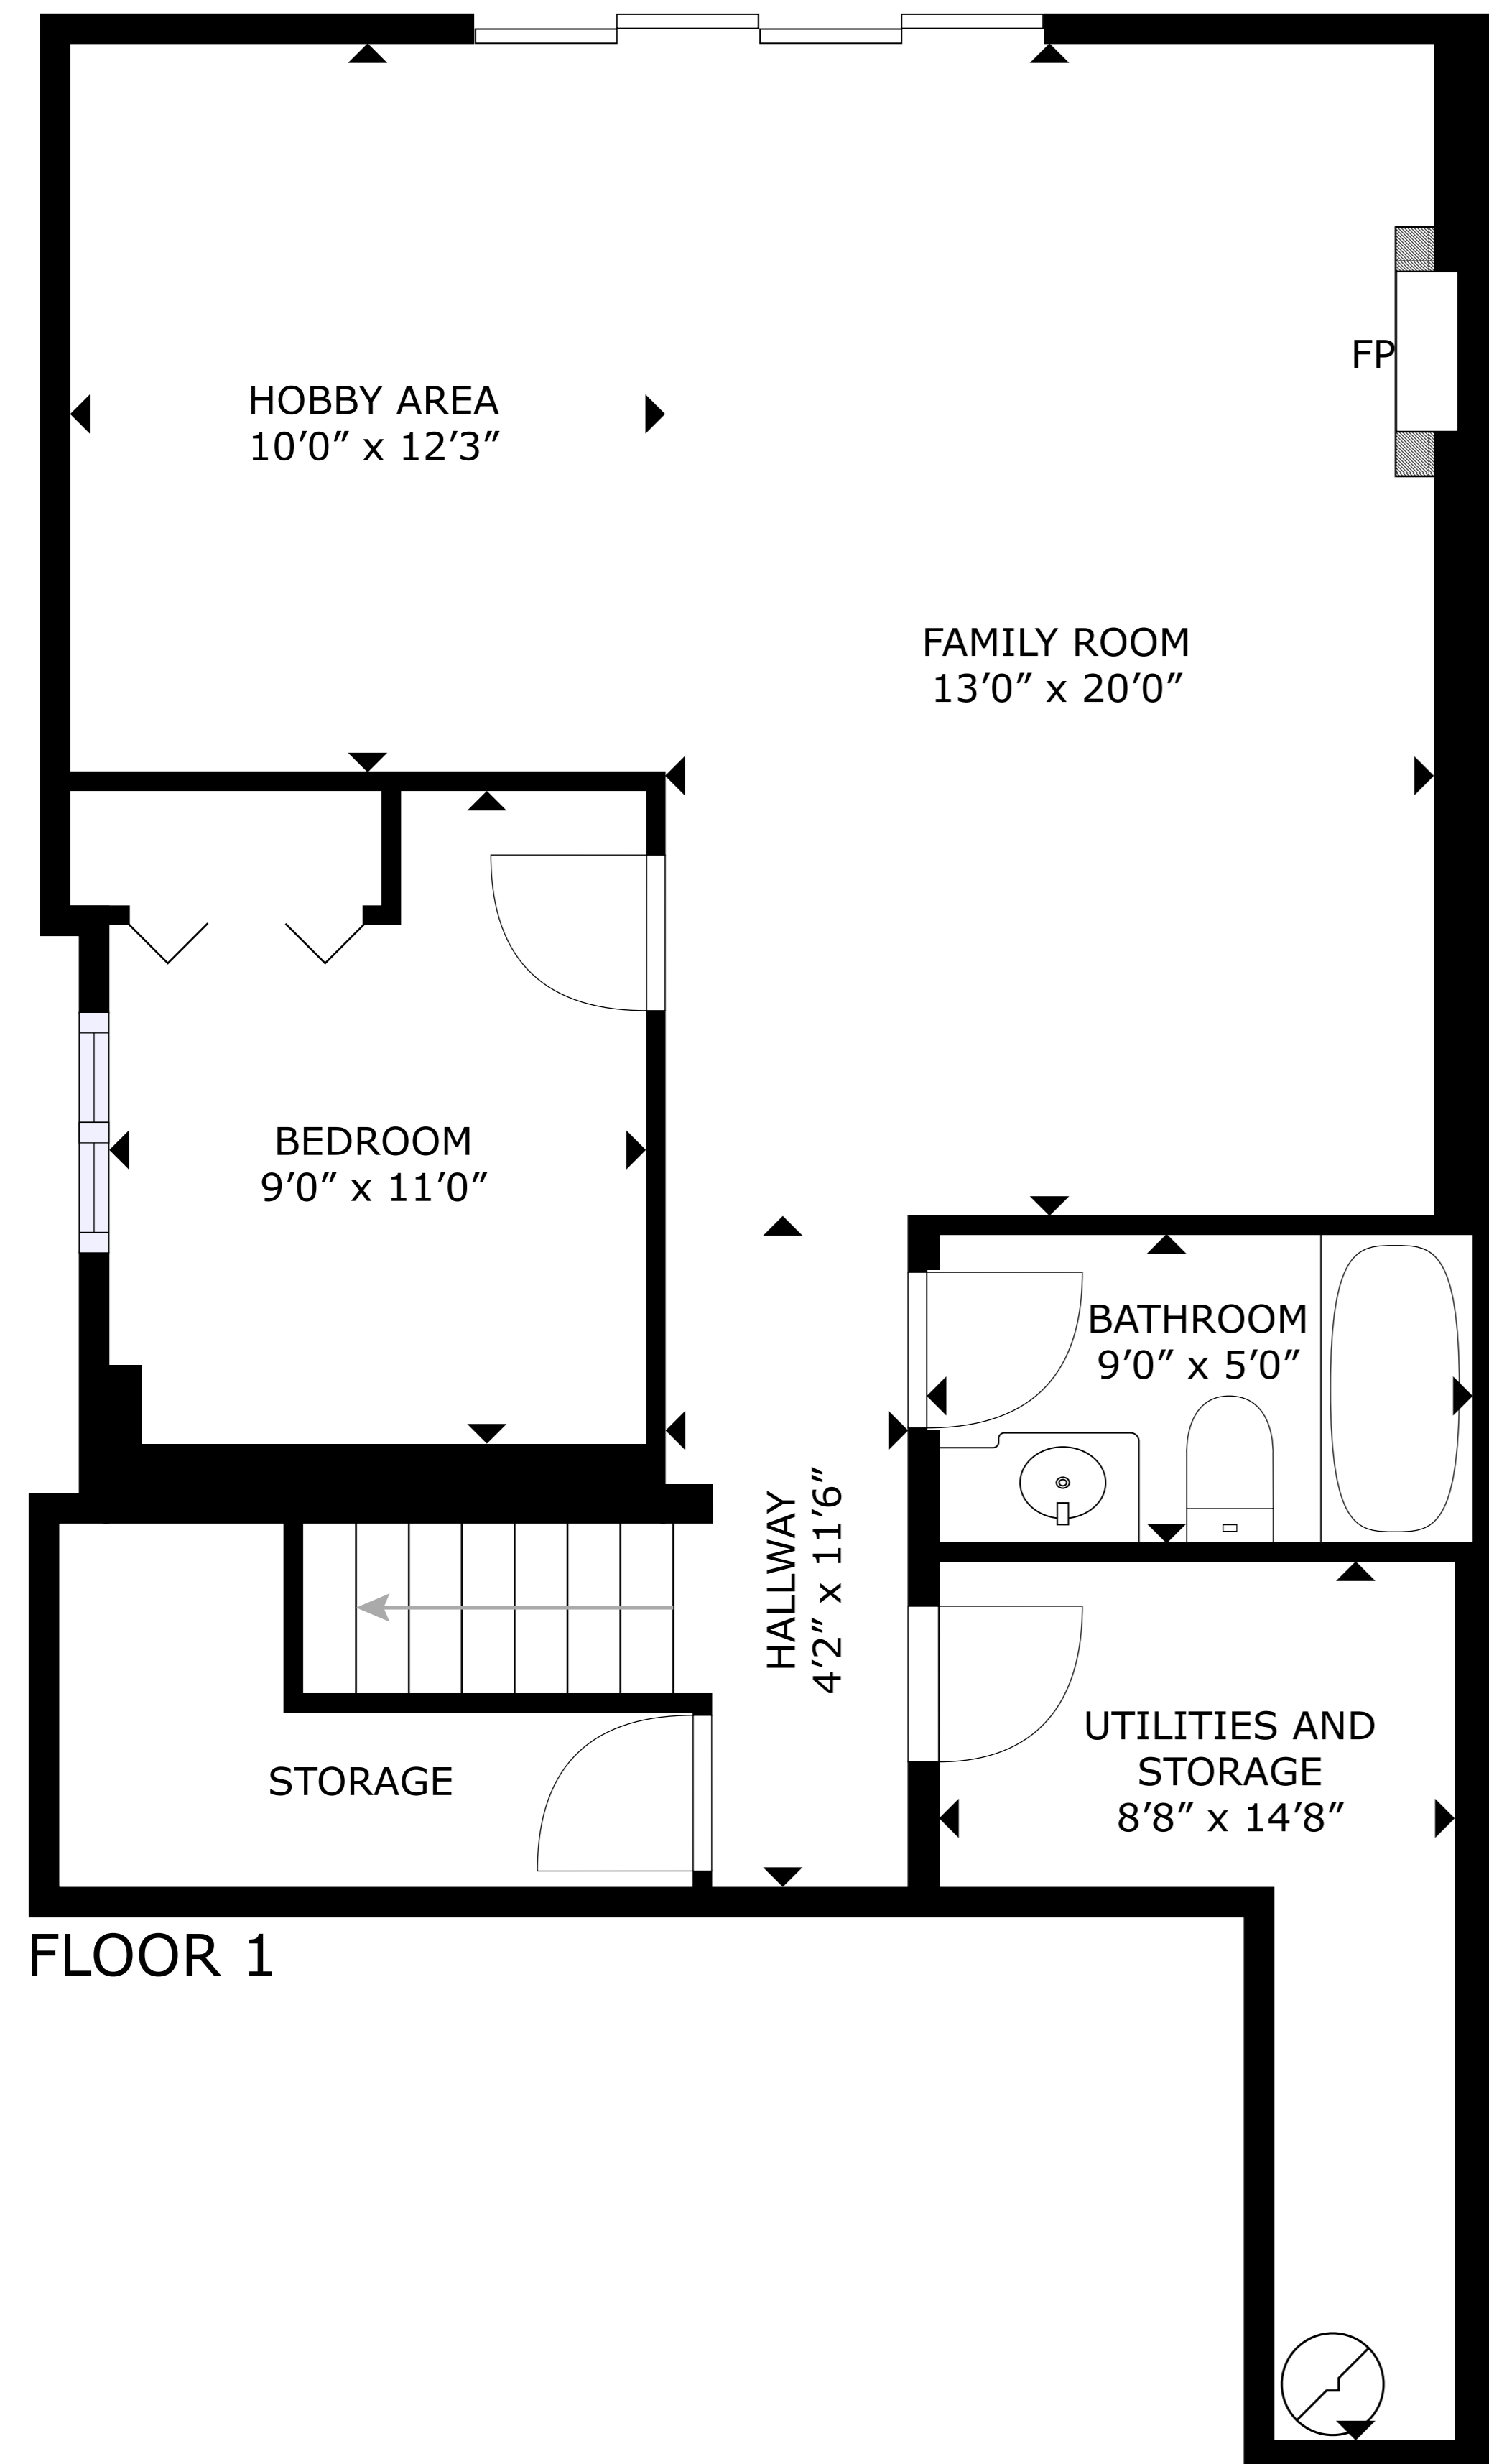 HOBBY AREA
10′0″ x 12′3″
FP
FAMILY ROOM
13′0″ x 20′0″
BEDROOM
9′0″ x 11′0″
BATHROOM
9′0″ x 5′0″
HALLWAY
4′2″ x 11′6″
STORAGE
UTILITIES AND
STORAGE
8′8″ x 14′8″
FLOOR 1